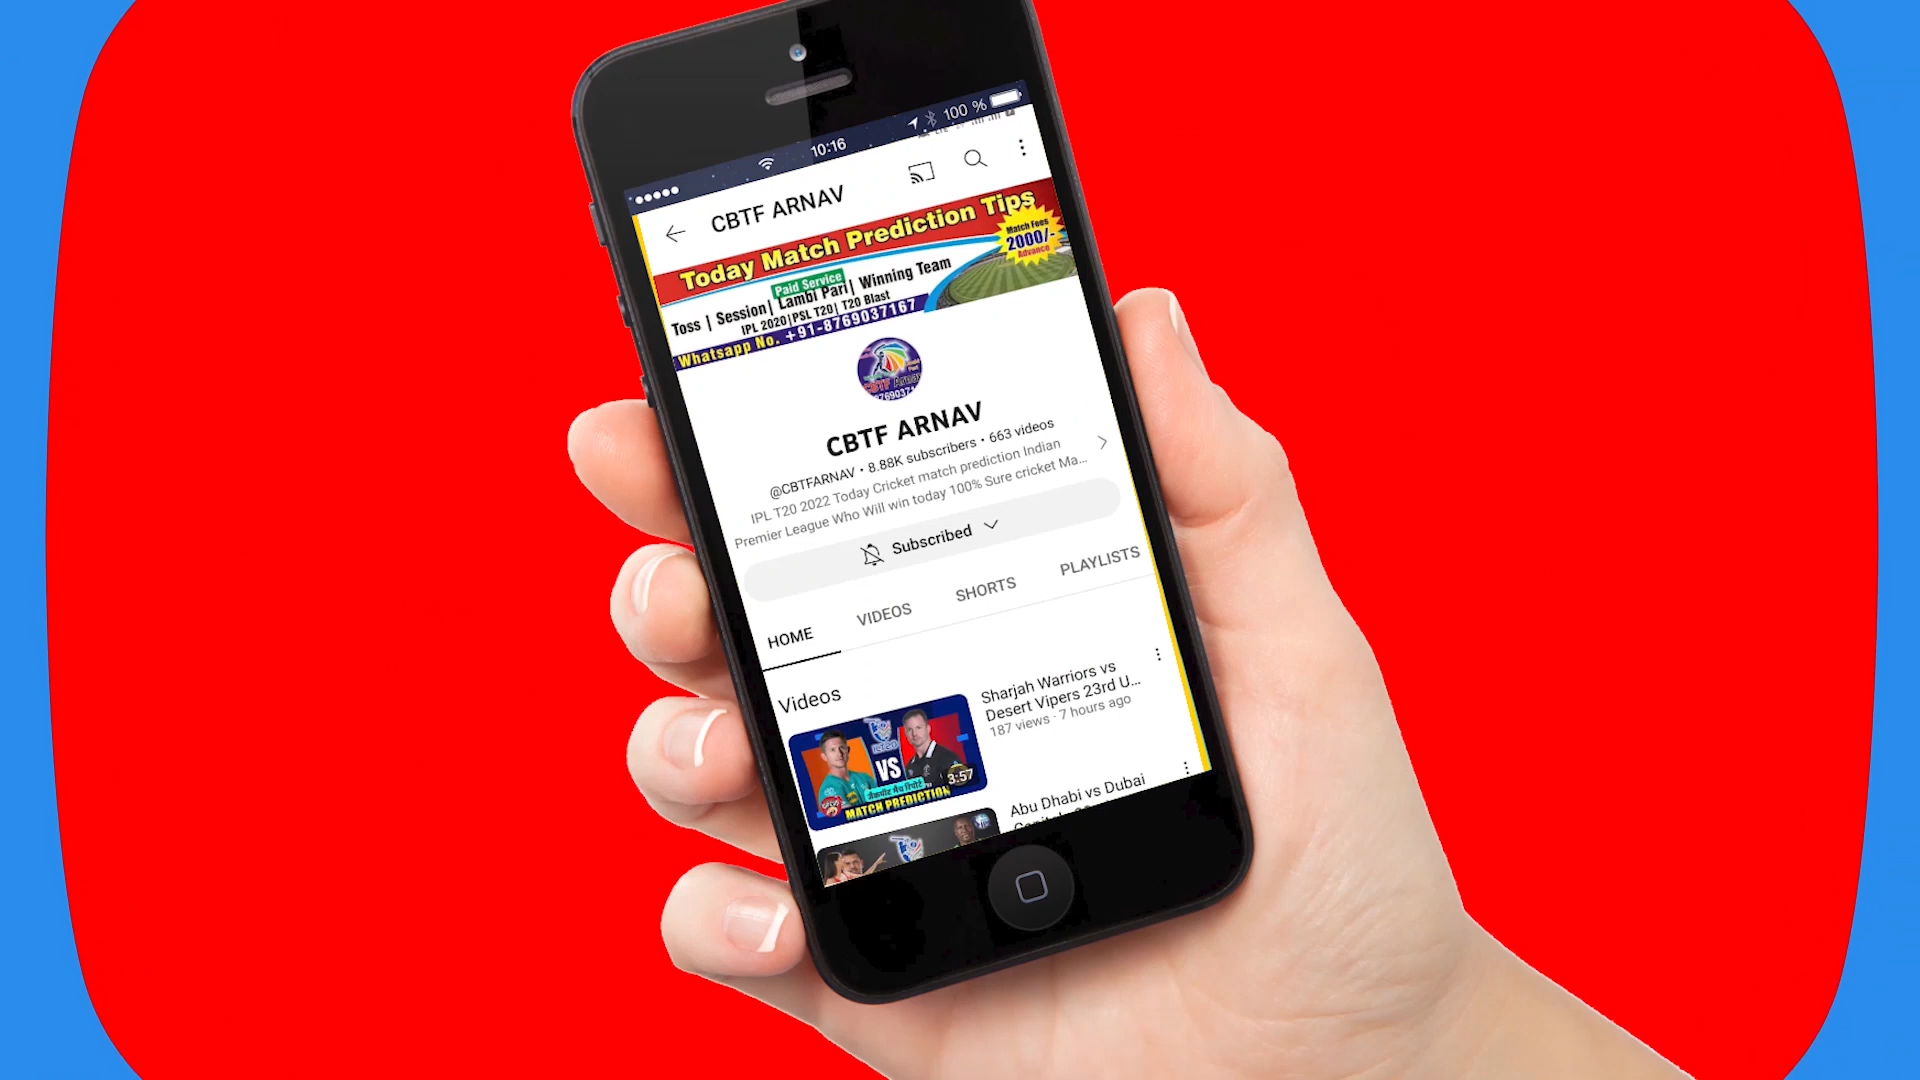 10:16
100 %
CBTF ARNAV
Today Match Prediction Tips
Match Fees
2000/-
Advance
Paid Service
Toss | Session| Lambi Pari| Winning Team
IPL 2020|PSL T20| T20 Blast
Whatsapp No. +91-8769037167
CBTF ARNAV
@CBTFARNAV • 8.88K subscribers • 663 videos
IPL T20 2022 Today Cricket match prediction Indian
Premier League Who Will win today 100% Sure cricket Ma...
Subscribed
HOME
VIDEOS
SHORTS
PLAYLISTS
Videos
Sharjah Warriors vs
Desert Vipers 23rd U...
187 views · 7 hours ago
VS
3:57
MATCH PREDICTION
Abu Dhabi vs Dubai